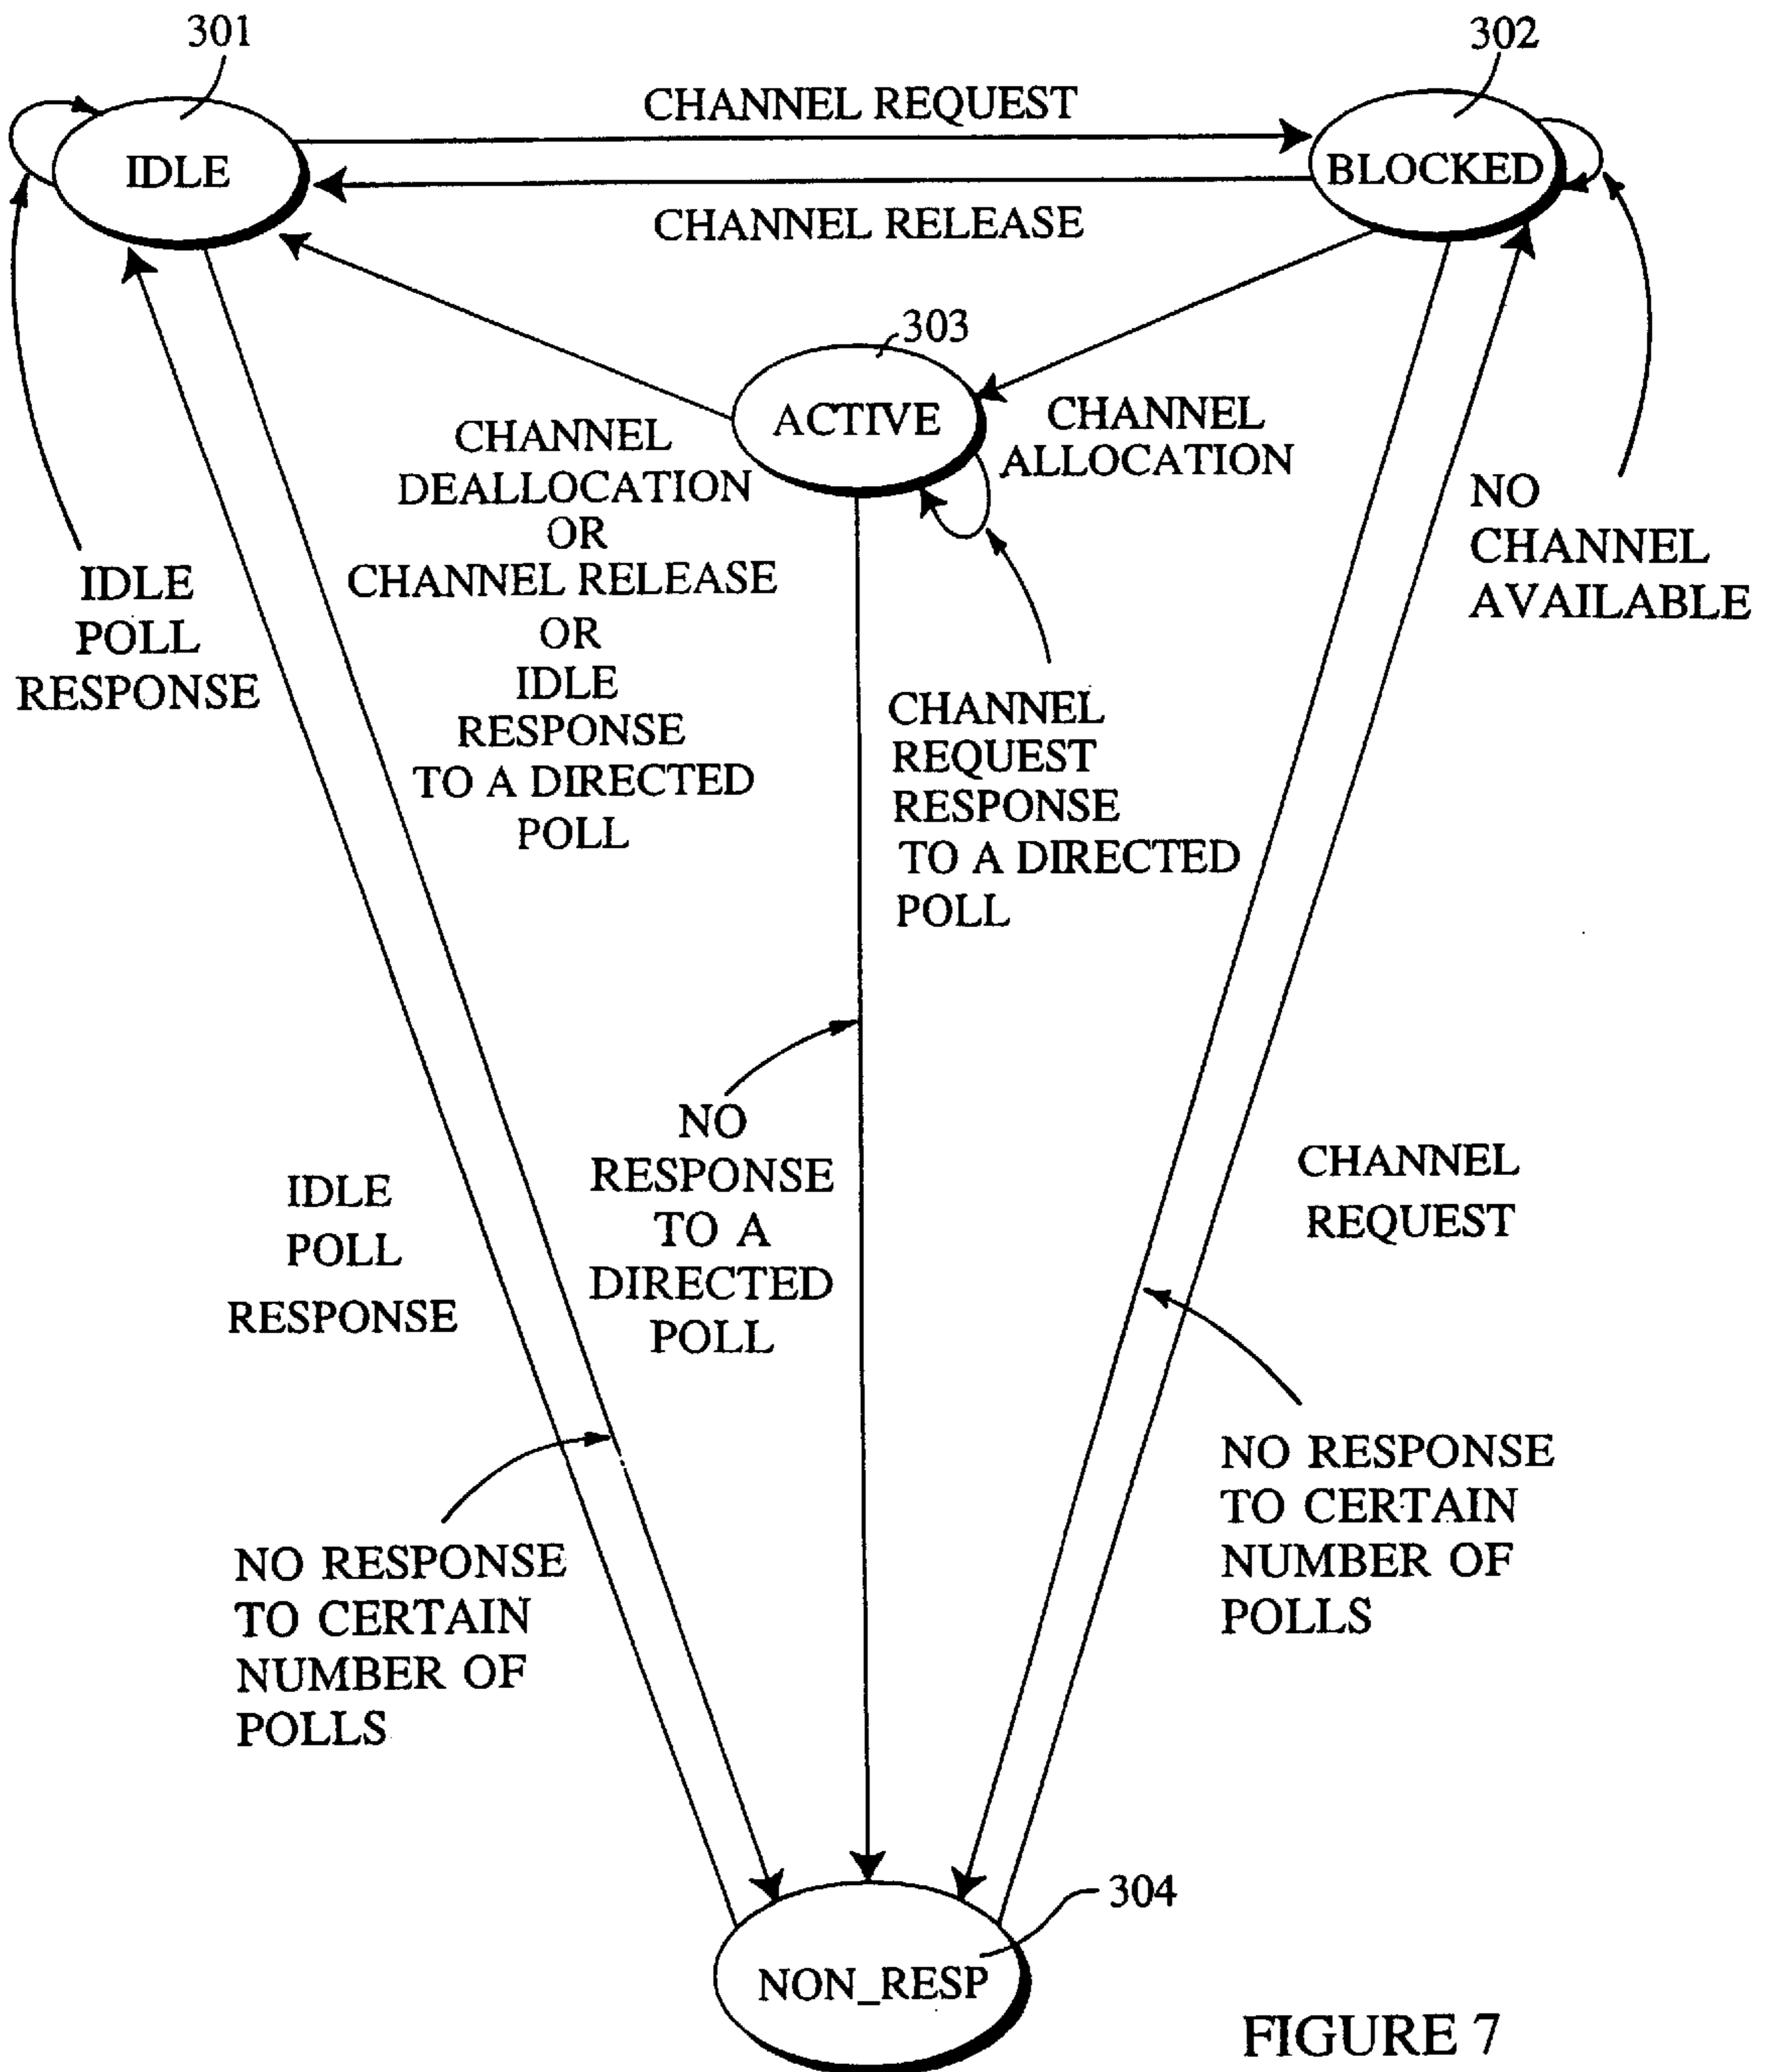 301
302
CHANNEL REQUEST
IDLE
BLOCKED
CHANNEL RELEASE
303
ACTIVE
CHANNEL
ALLOCATION
CHANNEL
DEALLOCATION
OR
CHANNEL RELEASE
OR
IDLE
RESPONSE
TO A DIRECTED
POLL
NO
CHANNEL
AVAILABLE
IDLE
POLL
RESPONSE
CHANNEL
REQUEST
RESPONSE
TO A DIRECTED
POLL
NO
RESPONSE
TO A
DIRECTED
POLL
CHANNEL
REQUEST
IDLE
POLL
RESPONSE
NO RESPONSE
TO CERTAIN
NUMBER OF
POLLS
NO RESPONSE
TO CERTAIN
NUMBER OF
POLLS
304
NON_RESP
FIGURE 7